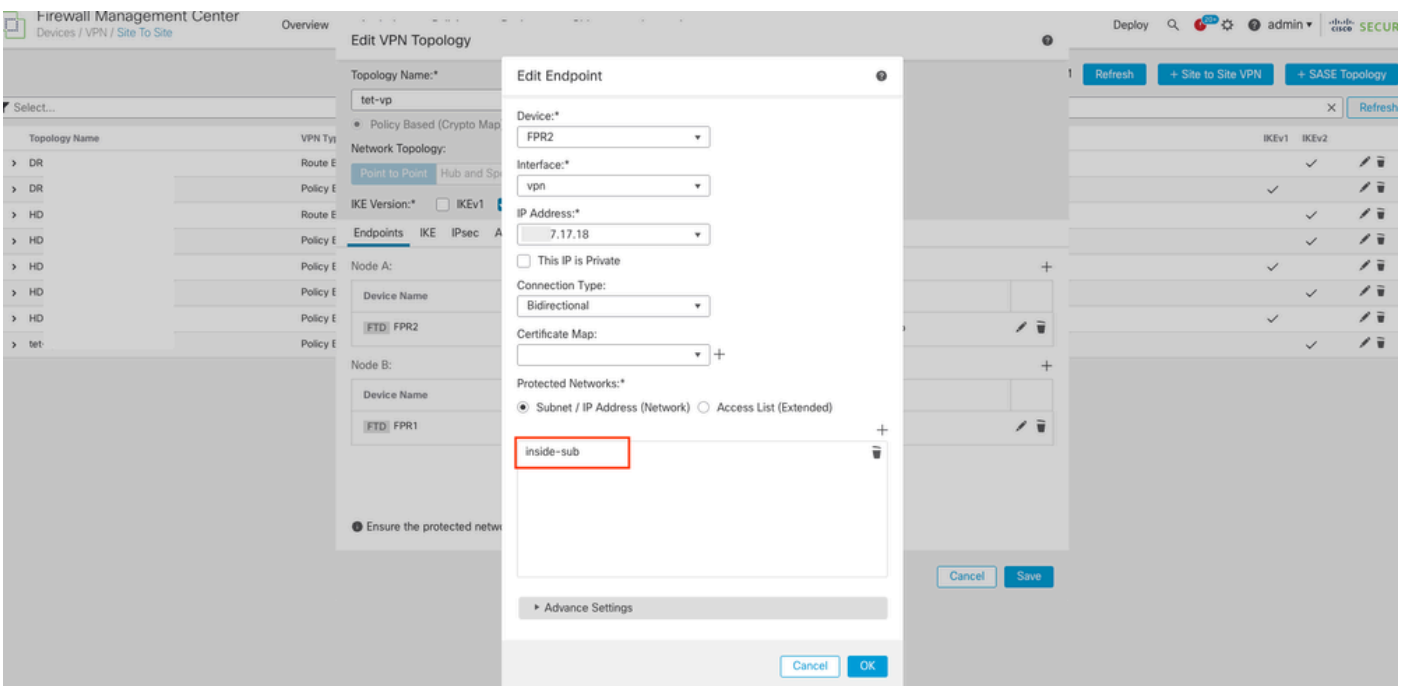 Firewall Management Center
Devices / VPN / Site To Site
Overview
Deploy
20+
admin
cisco SECUR
Edit VPN Topology
Topology Name:*
tet-vp
Policy Based (Crypto Map
Network Topology:
Point to Point Hub and Sp
IKE Version:* IKEv1
Endpoints IKE IPsec A
Node A:
Device Name
FTD FPR2
Node B:
Device Name
FTD FPR1
Ensure the protected netw
Cancel Save
Edit Endpoint
Device:*
FPR2
Interface:*
vpn
IP Address:*
7.17.18
This IP is Private
Connection Type:
Bidirectional
Certificate Map:
Protected Networks:*
Subnet / IP Address (Network) Access List (Extended)
inside-sub
Advance Settings
Cancel OK
Refresh + Site to Site VPN + SASE Topology
Select...
Refresh
Topology Name VPN Typ IKEv1 IKEv2
DR Route B
DR Policy B
HD Route B
HD Policy B
HD Policy B
HD Policy B
HD Policy B
tet- Policy B